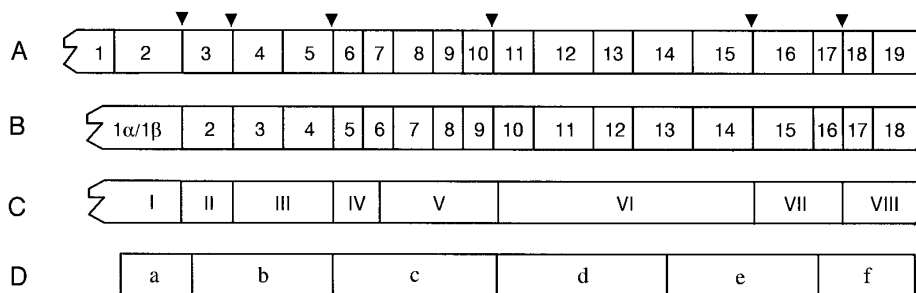 A 1 2 3 4 5 6 7 8 9 10 11 12 13 14 15 16 17 18 19
B 1α/1β 2 3 4 5 6 7 8 9 10 11 12 13 14 15 16 17 18
C I II III IV V VI VII VIII
D a b c d e f